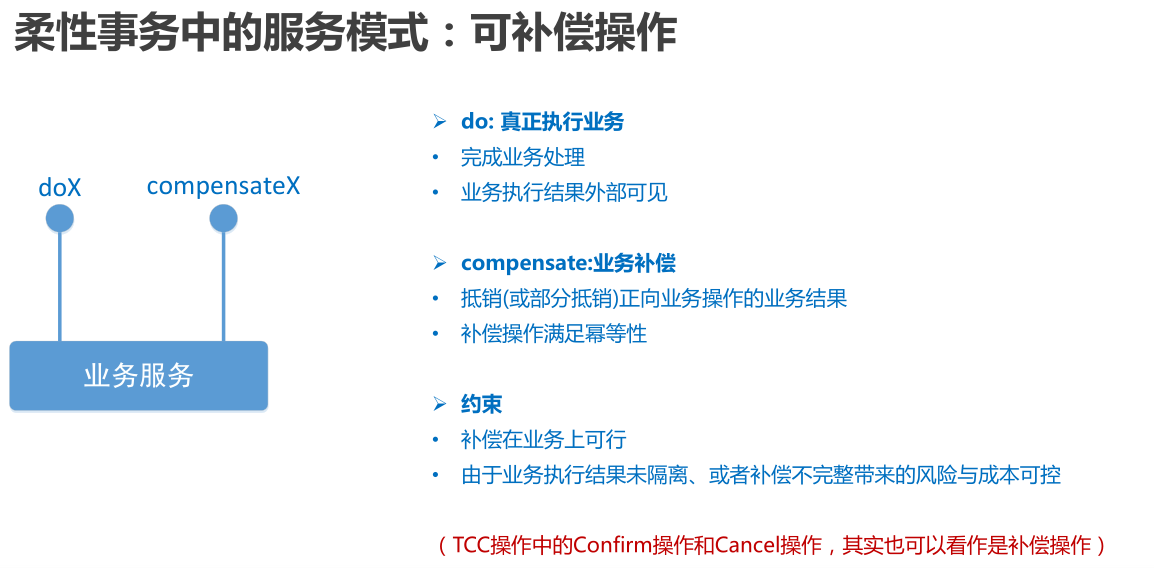 柔性事务中的服务模式：可补偿操作
doX
compensateX
业务服务
➢ do: 真正执行业务
• 完成业务处理
• 业务执行结果外部可见
➢ compensate:业务补偿
• 抵销(或部分抵销)正向业务操作的业务结果
• 补偿操作满足幂等性
➢ 约束
• 补偿在业务上可行
• 由于业务执行结果未隔离、或者补偿不完整带来的风险与成本可控
（TCC操作中的Confirm操作和Cancel操作，其实也可以看作是补偿操作）